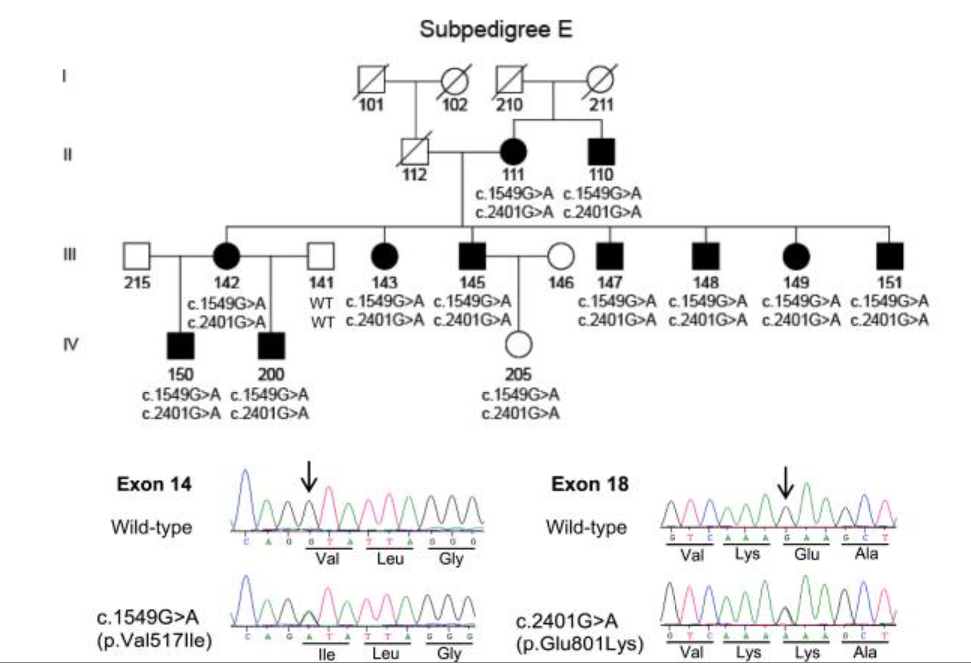 Subpedigree E
I
101 102 210 211
II
112 111 110
c.1549G>A c.1549G>A
c.2401G>A c.2401G>A
III
215 142 141 143 145 146 147 148 149 151
c.1549G>A WT c.1549G>A c.1549G>A c.1549G>A c.1549G>A c.1549G>A c.1549G>A
c.2401G>A WT c.2401G>A c.2401G>A c.2401G>A c.2401G>A c.2401G>A c.2401G>A
IV
150 200 205
c.1549G>A c.1549G>A c.1549G>A
c.2401G>A c.2401G>A c.2401G>A
Exon 14 Exon 18
Wild-type Wild-type
C A G G T A T T A G G G G T C A A A G A A G C T
Val Leu Gly Val Lys Glu Ala
c.1549G>A c.2401G>A
(p.Val517Ile) (p.Glu801Lys)
C A G A T A T T A G G G G T C A A A A A A G C T
Ile Leu Gly Val Lys Lys Ala